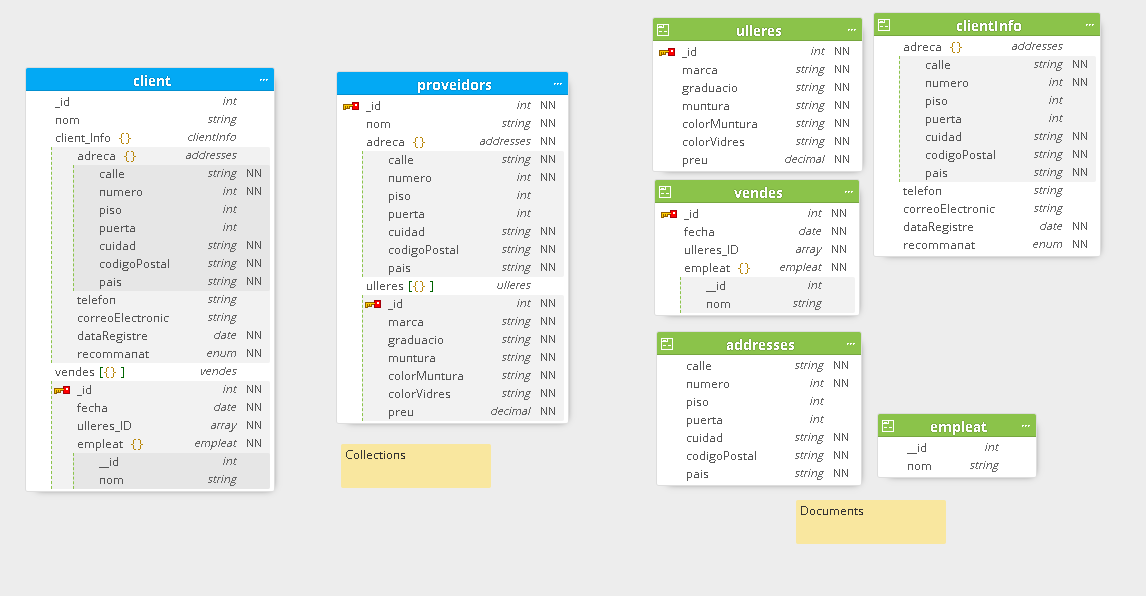 client ...
_id int
nom string
client_Info {} clientInfo
adreca {} addresses
calle string NN
numero int NN
piso int
puerta int
cuidad string NN
codigoPostal string NN
pais string NN
telefon string
correoElectronic string
dataRegistre date NN
recommanat enum NN
vendes [{} ] vendes
_id int NN
fecha date NN
ulleres_ID array NN
empleat {} empleat NN
__id int
nom string
proveidors ...
_id int NN
nom string NN
adreca {} addresses NN
calle string NN
numero int NN
piso int
puerta int
cuidad string NN
codigoPostal string NN
pais string NN
ulleres [{} ] ulleres
_id int NN
marca string NN
graduacio string NN
muntura string NN
colorMuntura string NN
colorVidres string NN
preu decimal NN
Collections
ulleres ...
_id int NN
marca string NN
graduacio string NN
muntura string NN
colorMuntura string NN
colorVidres string NN
preu decimal NN
vendes ...
_id int NN
fecha date NN
ulleres_ID array NN
empleat {} empleat NN
__id int
nom string
addresses ...
calle string NN
numero int NN
piso int
puerta int
cuidad string NN
codigoPostal string NN
pais string NN
clientInfo ...
adreca {} addresses
calle string NN
numero int NN
piso int
puerta int
cuidad string NN
codigoPostal string NN
pais string NN
telefon string
correoElectronic string
dataRegistre date NN
recommanat enum NN
empleat ...
__id int
nom string
Documents